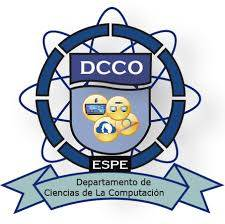 DCCO
ESPE
Departamento de
Ciencias de La Computación